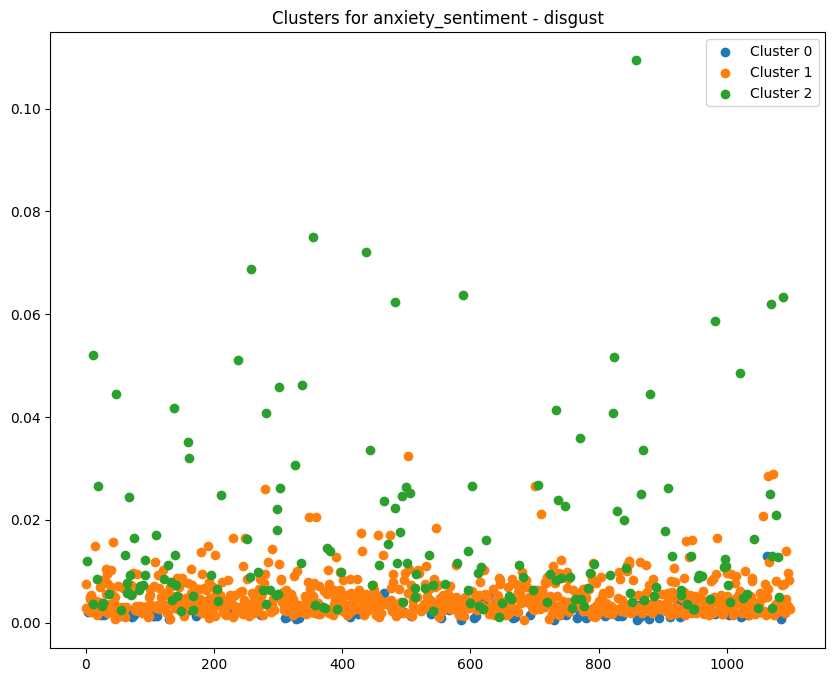 Clusters for anxiety_sentiment - disgust
Cluster 0
Cluster 1
Cluster 2
0.10
0.08
0.06
0.04
0.02
0.00
0 200 400 600 800 1000